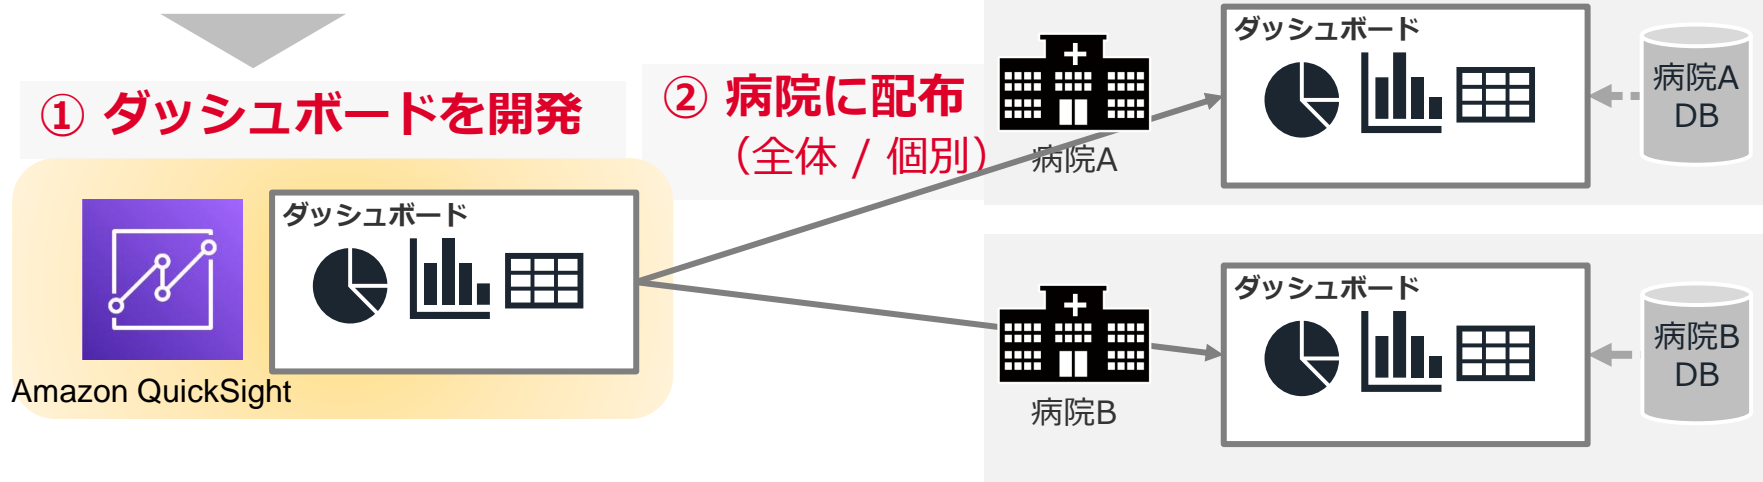 ① ダッシュボードを開発
ダッシュボード
Amazon QuickSight
② 病院に配布
（全体 / 個別）
病院A
ダッシュボード
病院A
DB
病院B
ダッシュボード
病院B
DB